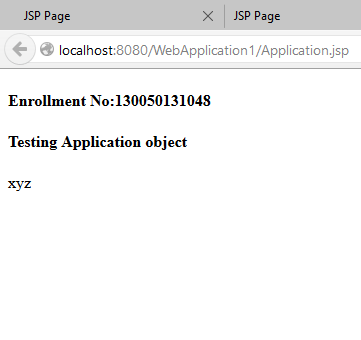 JSP Page JSP Page
localhost:8080/WebApplication1/Application.jsp
Enrollment No:130050131048
Testing Application object
xyz